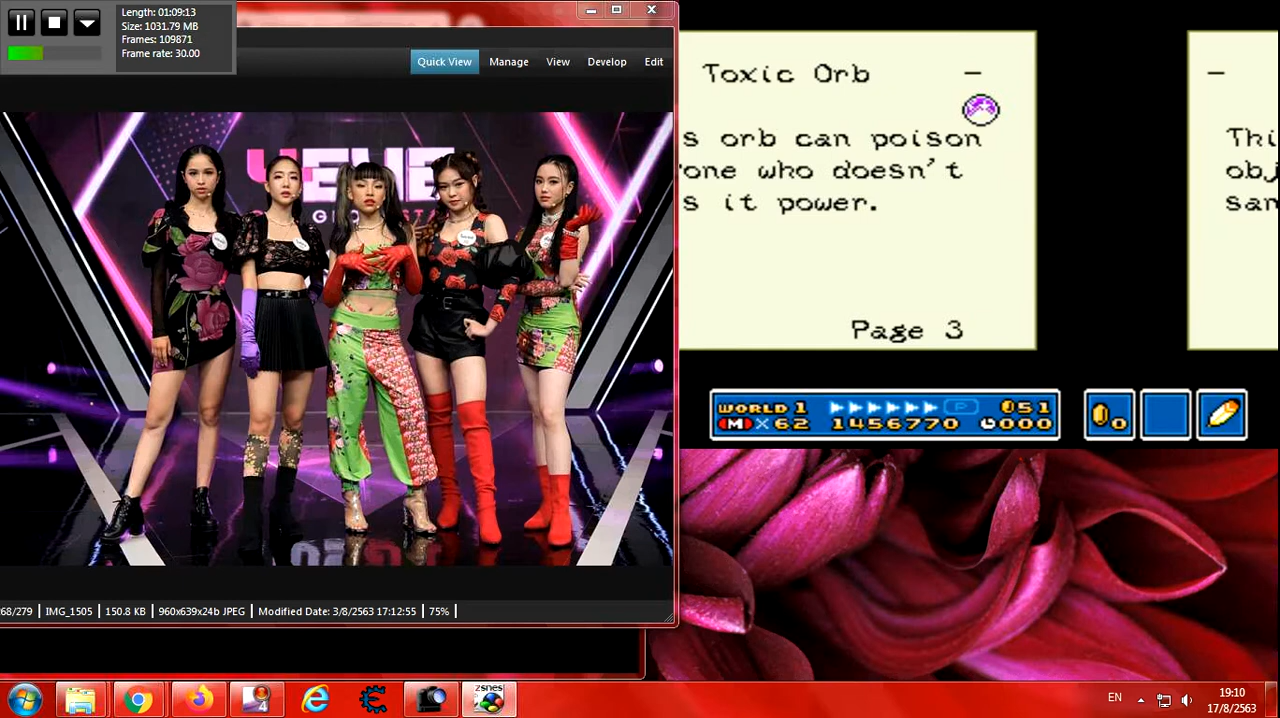 Length: 01:09:13
Size: 1031.79 MB
Frames: 109871
Frame rate: 30.00
Quick View Manage View Develop Edit
68/279 IMG_1505 150.8 KB 960x639x24b JPEG Modified Date: 3/8/2563 17:12:55 75%
Toxic Orb –
s orb can poison
one who doesn't
s it power.
Page 3
–
Thi
obj
san
WORLD 1 P 051
M × 62 1456770 000
0
zsnes
4
EN
19:10
17/8/2563